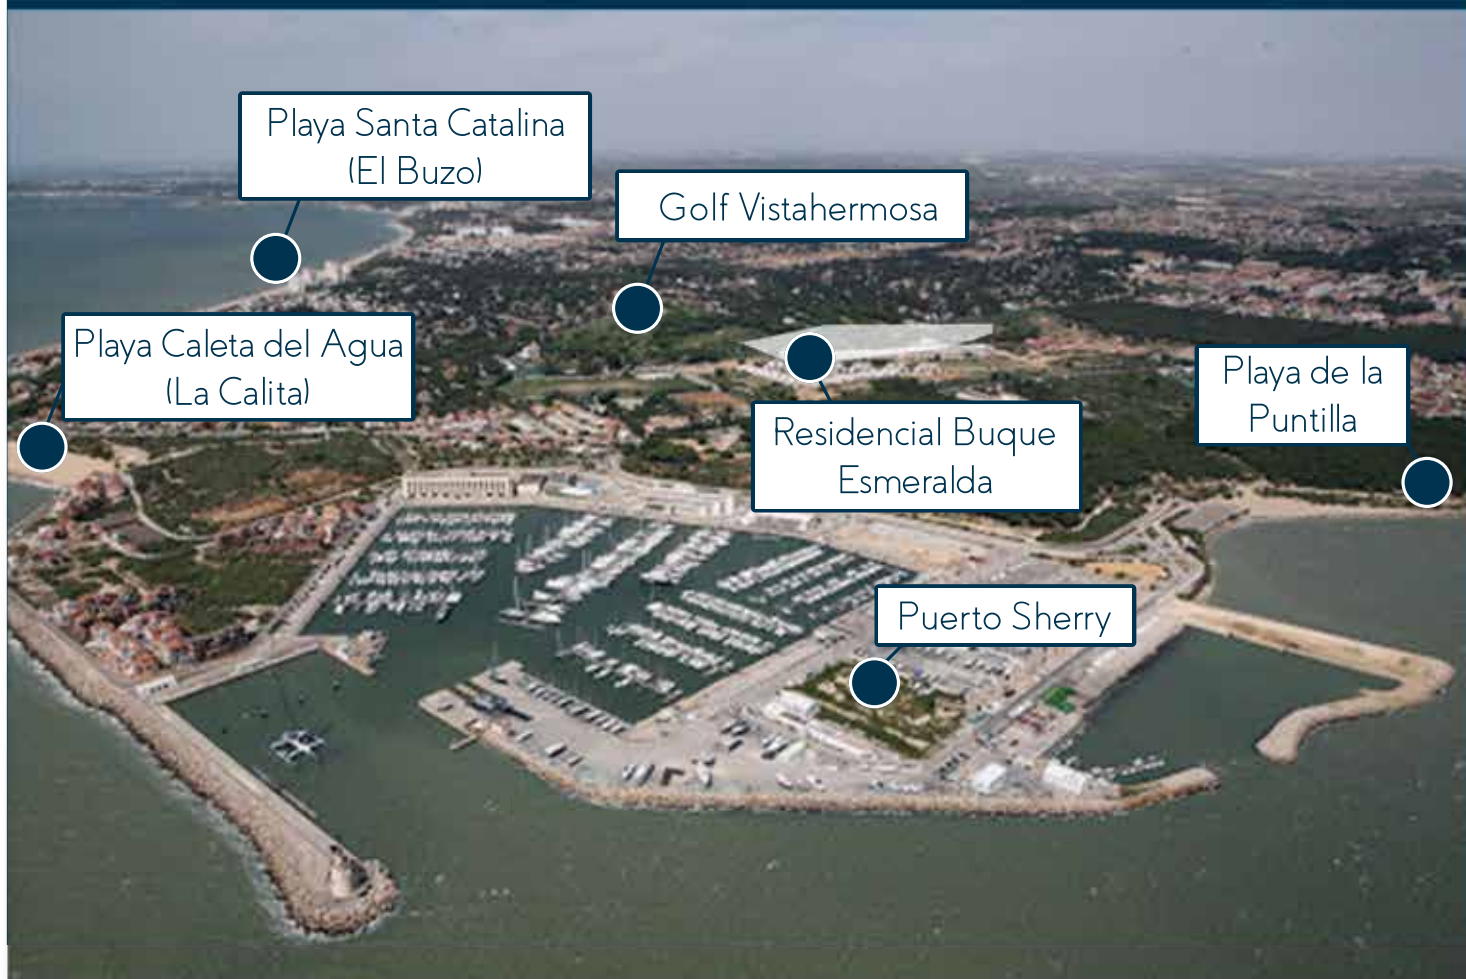 Playa Santa Catalina
(El Buzo)
Golf Vistahermosa
Playa Caleta del Agua
(La Calita)
Playa de la
Puntilla
Residencial Buque
Esmeralda
Puerto Sherry